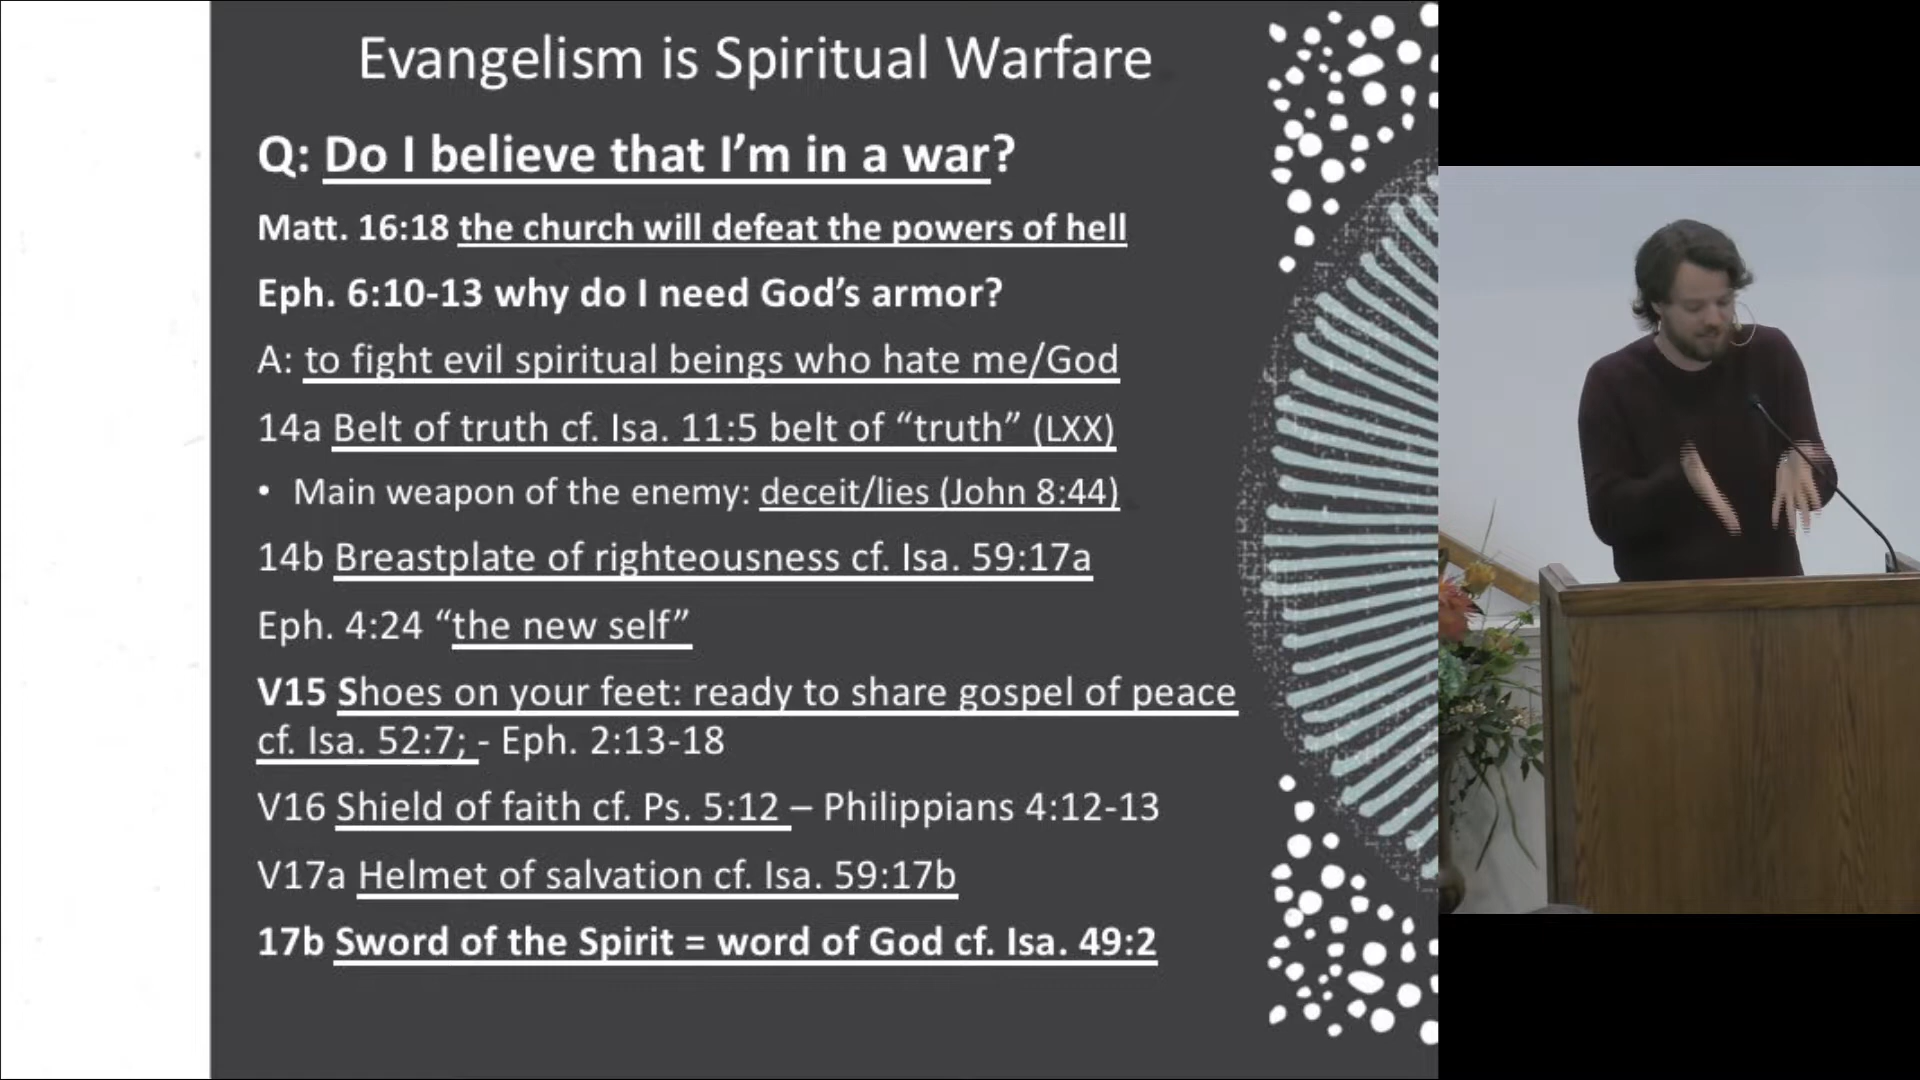 Evangelism is Spiritual Warfare
Q: Do I believe that I’m in a war?
Matt. 16:18 the church will defeat the powers of hell
Eph. 6:10-13 why do I need God’s armor?
A: to fight evil spiritual beings who hate me/God
14a Belt of truth cf. Isa. 11:5 belt of “truth” (LXX)
• Main weapon of the enemy: deceit/lies (John 8:44)
14b Breastplate of righteousness cf. Isa. 59:17a
Eph. 4:24 “the new self”
V15 Shoes on your feet: ready to share gospel of peace
cf. Isa. 52:7; - Eph. 2:13-18
V16 Shield of faith cf. Ps. 5:12 – Philippians 4:12-13
V17a Helmet of salvation cf. Isa. 59:17b
17b Sword of the Spirit = word of God cf. Isa. 49:2